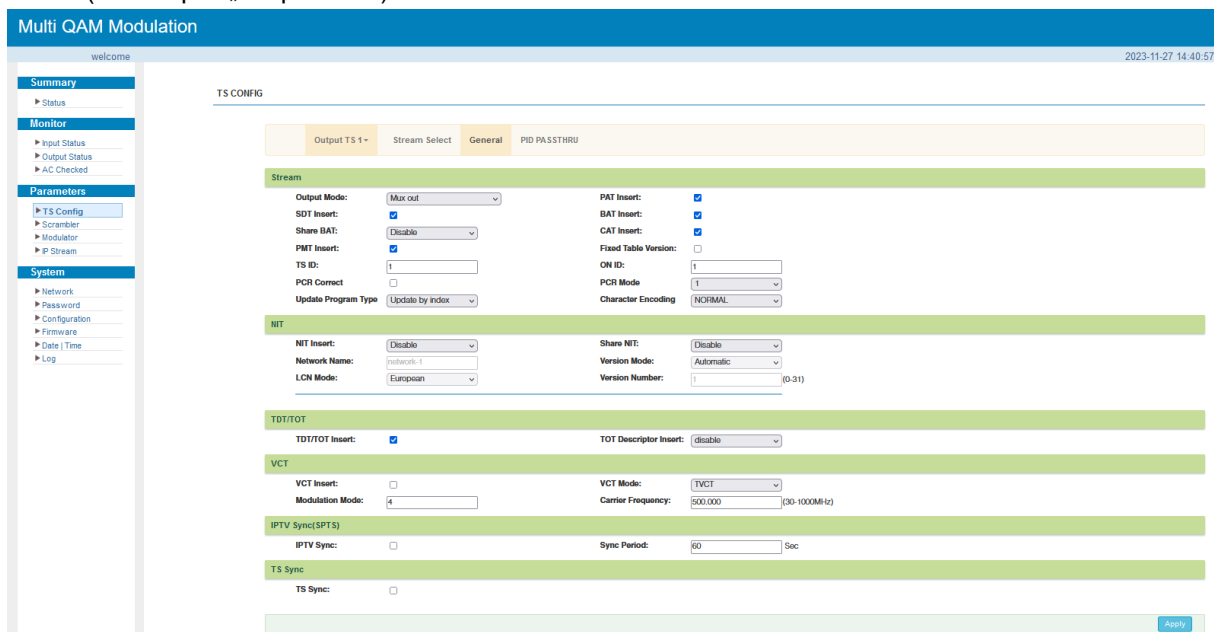 Multi QAM Modulation
welcome
2023-11-27 14:40:57
Summary
Status
Monitor
Input Status
Output Status
AC Checked
Parameters
TS Config
Scrambler
Modulator
IP Stream
System
Network
Password
Configuration
Firmware
Date | Time
Log
TS CONFIG
Output TS 1 Stream Select General PID PASSTHRU
Stream
Output Mode: Mux out PAT Insert:
SDT Insert: BAT Insert:
Share BAT: Disable CAT Insert:
PMT Insert: Fixed Table Version:
TS ID: 1 ON ID: 1
PCR Correct PCR Mode 1
Update Program Type Update by index Character Encoding NORMAL
NIT
NIT Insert: Disable Share NIT: Disable
Network Name: network-1 Version Mode: Automatic
LCN Mode: European Version Number: 1 (0-31)
TDT/TOT
TDT/TOT Insert: TOT Descriptor Insert: disable
VCT
VCT Insert: VCT Mode: TVCT
Modulation Mode: 4 Carrier Frequency: 500.000 (30-1000MHz)
IPTV Sync(SPTS)
IPTV Sync: Sync Period: 60 Sec
TS Sync
TS Sync:
Apply